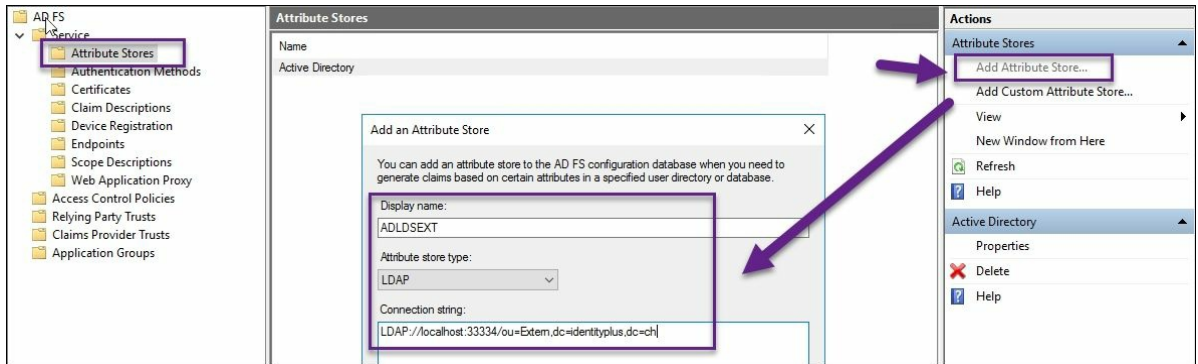 AD FS
Service
Attribute Stores
Authentication Methods
Certificates
Claim Descriptions
Device Registration
Endpoints
Scope Descriptions
Web Application Proxy
Access Control Policies
Relying Party Trusts
Claims Provider Trusts
Application Groups
Attribute Stores
Name
Active Directory
Add an Attribute Store
You can add an attribute store to the AD FS configuration database when you need to
generate claims based on certain attributes in a specified user directory or database.
Display name:
ADLDSEXT
Attribute store type:
LDAP
Connection string:
LDAP://localhost:33334/ou=Extern,dc=identityplus,dc=ch
Actions
Attribute Stores
Add Attribute Store...
Add Custom Attribute Store...
View
New Window from Here
Refresh
Help
Active Directory
Properties
Delete
Help